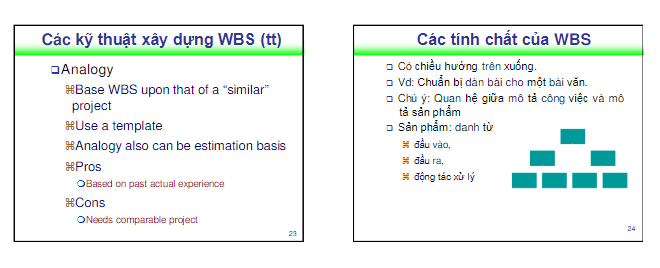 Các kỹ thuật xây dựng WBS (tt)
Analogy
Base WBS upon that of a “similar”
project
Use a template
Analogy also can be estimation basis
Pros
Based on past actual experience
Cons
Needs comparable project
23
Các tính chất của WBS
Có chiều hướng trên xuống.
Vd: Chuẩn bị dàn bài cho một bài văn.
Chú ý: Quan hệ giữa mô tả công việc và mô
tả sản phẩm
Sản phẩm: danh từ
đầu vào,
đầu ra,
động tác xử lý
24